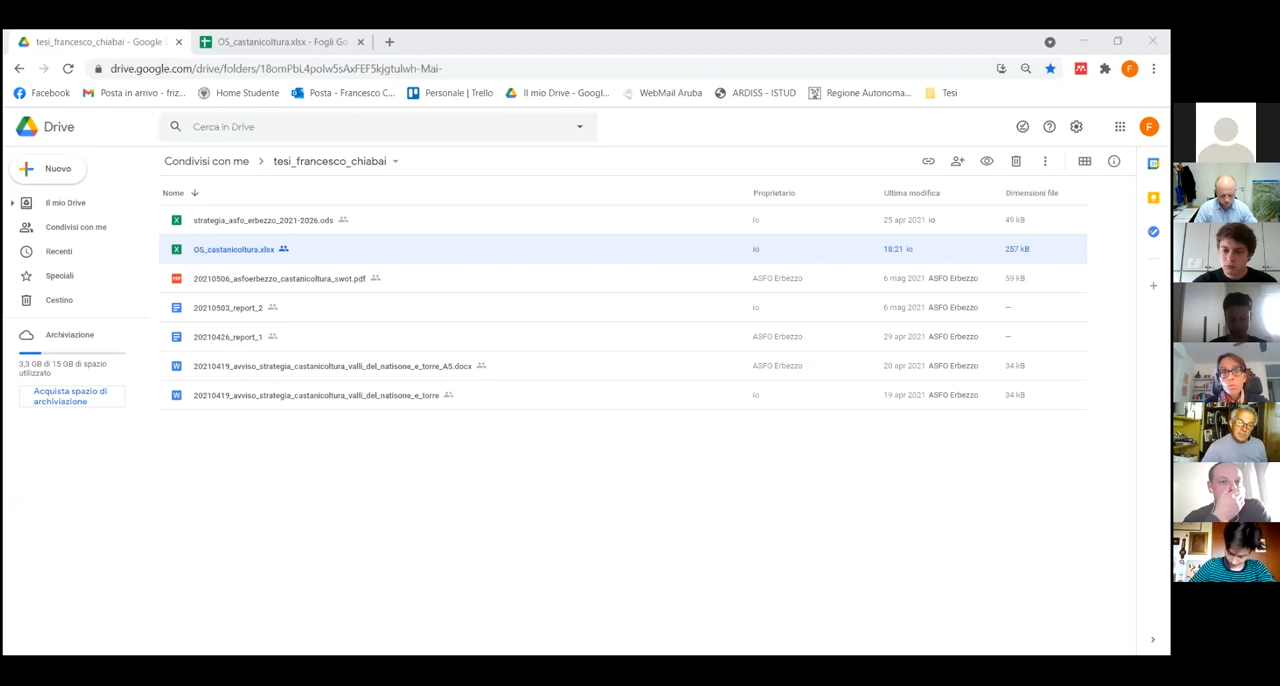 tesi_francesco_chiabai - Google
OS_castanicoltura.xlsx - Fogli Go
drive.google.com/drive/folders/18omPbL4polw5sAxFEF5kjgtulwh-Mai-
F
Facebook
Posta in arrivo - friz...
Home Studente
Posta - Francesco C...
Personale | Trello
Il mio Drive - Googl...
WebMail Aruba
ARDISS - ISTUD
Regione Autonoma...
Tesi
Drive
Cerca in Drive
F
Nuovo
Condivisi con me > tesi_francesco_chiabai
Nome
Proprietario
Ultima modifica
Dimensioni file
Il mio Drive
Condivisi con me
Recenti
Speciali
Cestino
Archiviazione
3,3 GB di 15 GB di spazio
utilizzato
Acquista spazio di
archiviazione
strategia_asfo_erbezzo_2021-2026.ods io 25 apr 2021 io 49 kB
OS_castanicoltura.xlsx io 18:21 io 257 kB
PDF 20210506_asfoerbezzo_castanicoltura_swot.pdf ASFO Erbezzo 6 mag 2021 ASFO Erbezzo 59 kB
20210503_report_2 io 6 mag 2021 ASFO Erbezzo –
20210426_report_1 ASFO Erbezzo 29 apr 2021 ASFO Erbezzo –
W 20210419_avviso_strategia_castanicoltura_valli_del_natisone_e_torre_A5.docx ASFO Erbezzo 20 apr 2021 ASFO Erbezzo 34 kB
W 20210419_avviso_strategia_castanicoltura_valli_del_natisone_e_torre io 19 apr 2021 ASFO Erbezzo 34 kB